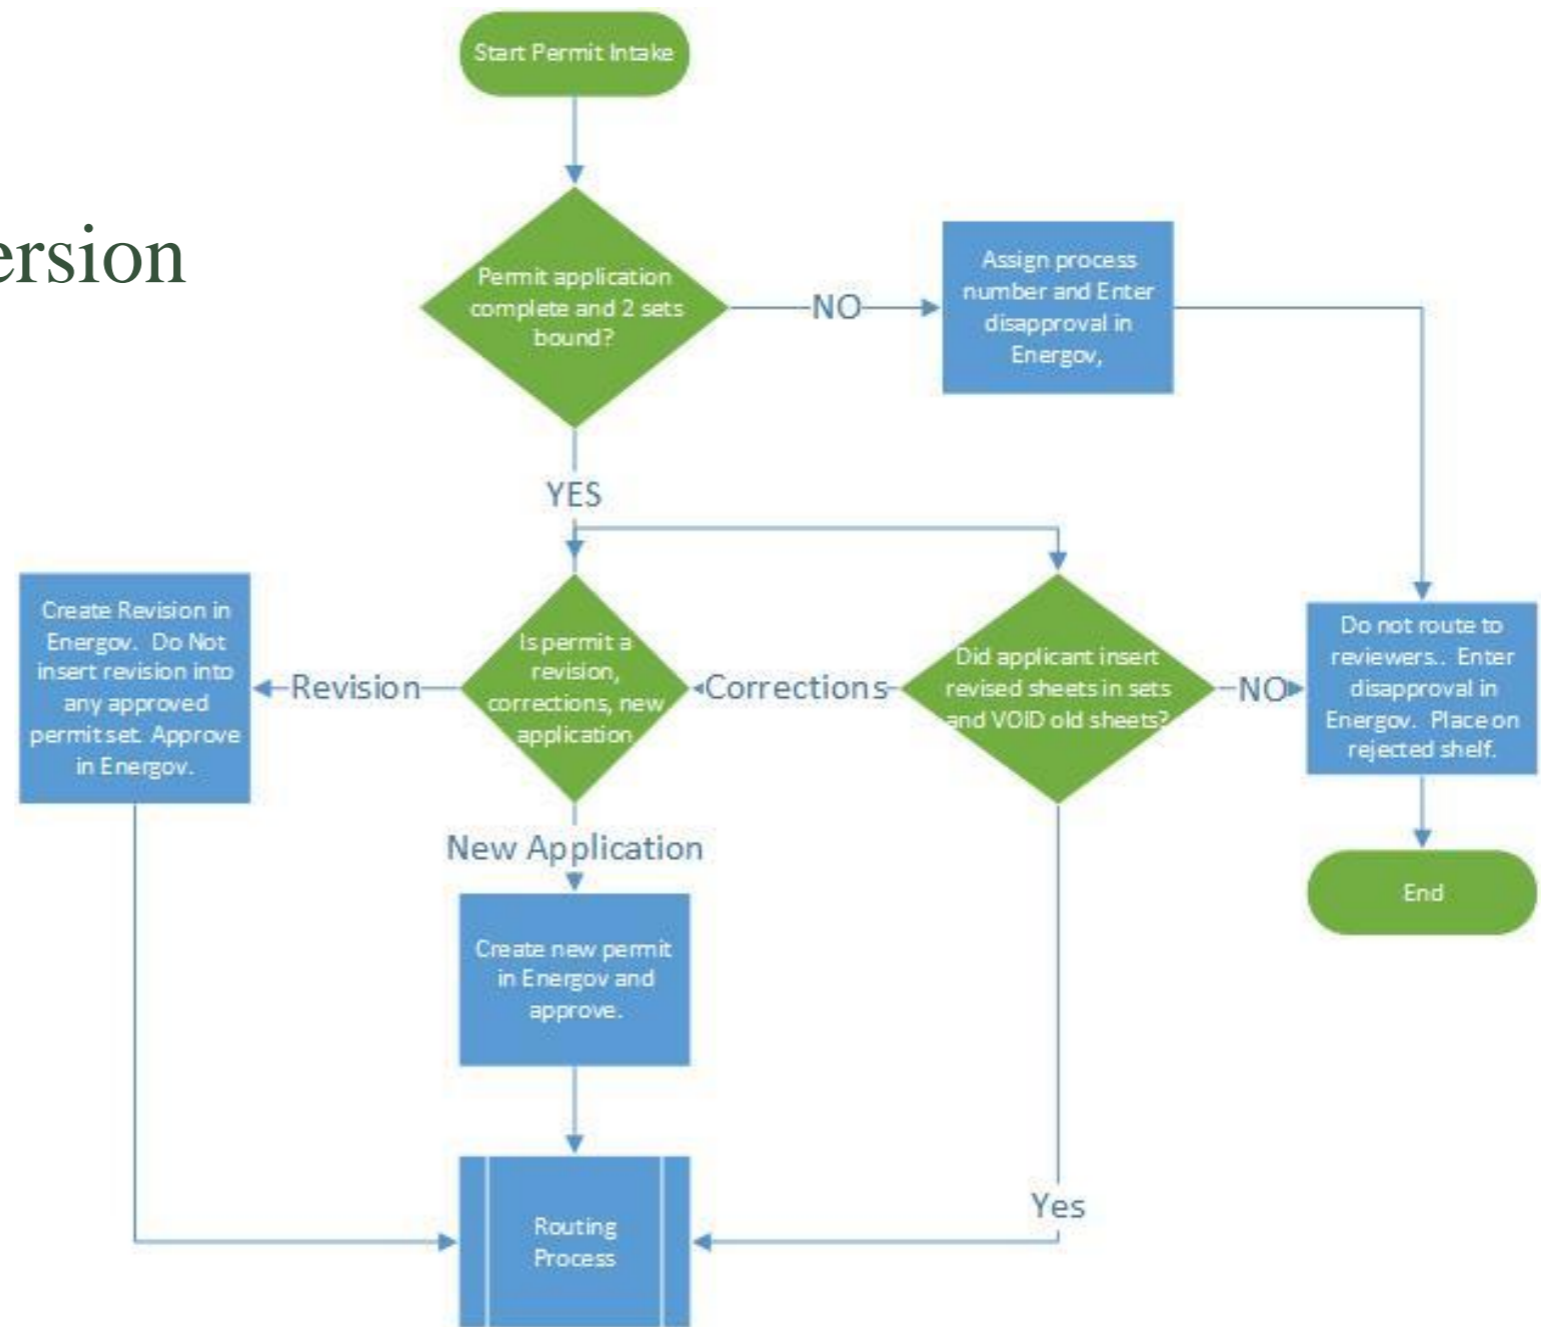 Start Permit Intake
ersion
Permit application
complete and 2 sets
bound?
NO
Assign process
number and Enter
disapproval in
Energov,
YES
Create Revision in
Energov. Do Not
insert revision into
any approved
permit set. Approve
in Energov.
Revision
Is permit a
revision,
corrections, new
application
Corrections
Did applicant insert
revised sheets in sets
and VOID old sheets?
NO
Do not route to
reviewers.. Enter
disapproval in
Energov. Place on
rejected shelf.
New Application
End
Create new permit
in Energov and
approve.
Yes
Routing
Process